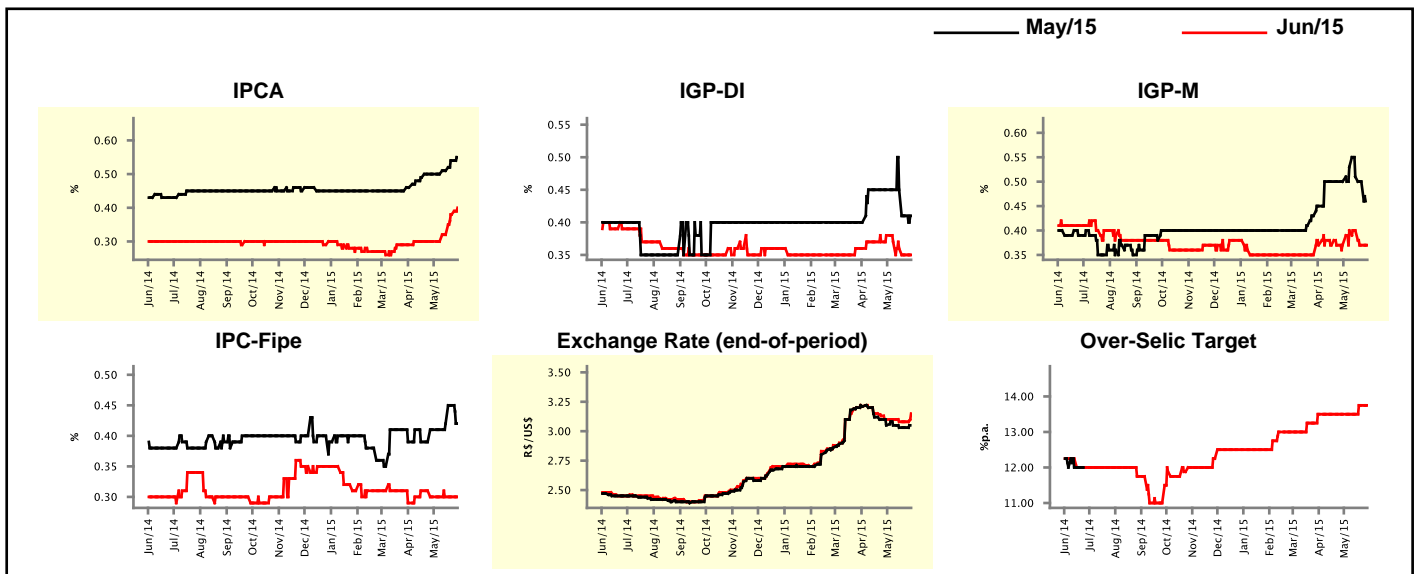 May/15 Jun/15
IPCA
%
0.60
0.50
0.40
0.30
Jun/14 Jul/14 Aug/14 Sep/14 Oct/14 Nov/14 Dec/14 Jan/15 Feb/15 Mar/15 Apr/15 May/15
IGP-DI
%
0.55
0.50
0.45
0.40
0.35
Jun/14 Jul/14 Aug/14 Sep/14 Oct/14 Nov/14 Dec/14 Jan/15 Feb/15 Mar/15 Apr/15 May/15
IGP-M
%
0.60
0.55
0.50
0.45
0.40
0.35
Jun/14 Jul/14 Aug/14 Sep/14 Oct/14 Nov/14 Dec/14 Jan/15 Feb/15 Mar/15 Apr/15 May/15
IPC-Fipe
%
0.50
0.45
0.40
0.35
0.30
Jun/14 Jul/14 Aug/14 Sep/14 Oct/14 Nov/14 Dec/14 Jan/15 Feb/15 Mar/15 Apr/15 May/15
Exchange Rate (end-of-period)
R$/US$
3.50
3.25
3.00
2.75
2.50
Jun/14 Jul/14 Aug/14 Sep/14 Oct/14 Nov/14 Dec/14 Jan/15 Feb/15 Mar/15 Apr/15 May/15
Over-Selic Target
%p.a.
14.00
13.00
12.00
11.00
Jun/14 Jul/14 Aug/14 Sep/14 Oct/14 Nov/14 Dec/14 Jan/15 Feb/15 Mar/15 Apr/15 May/15